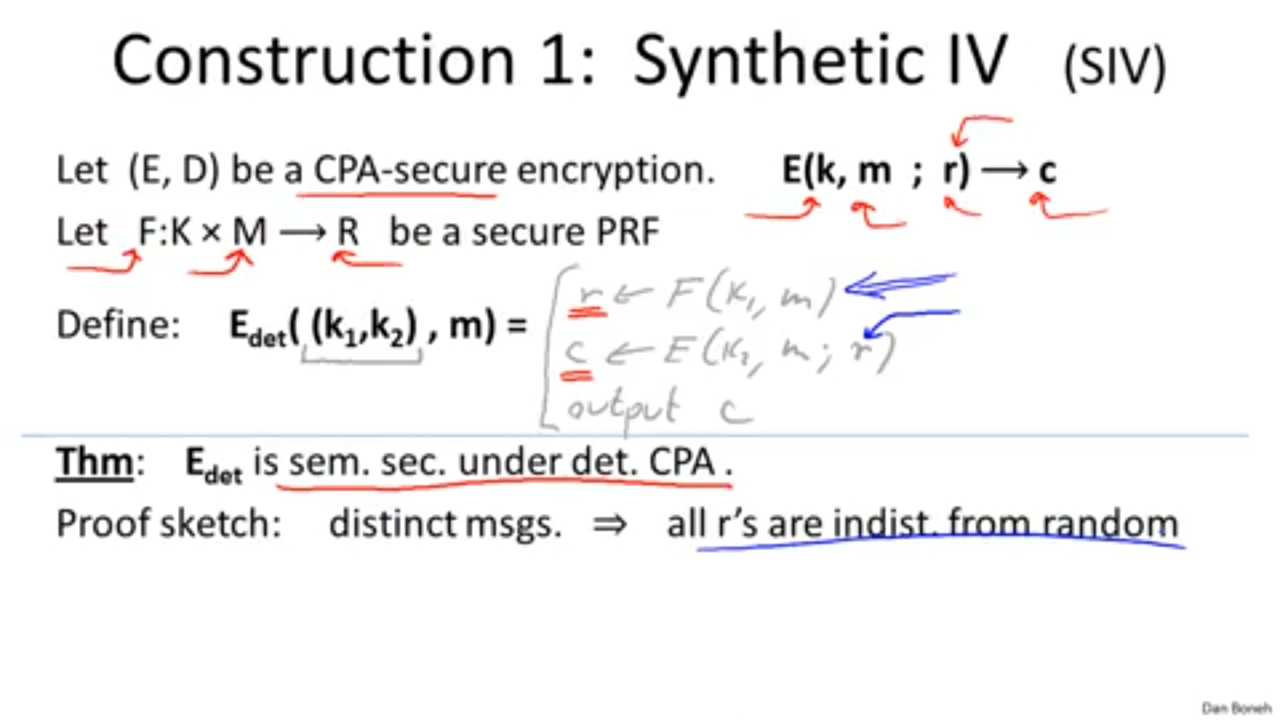 Construction 1: Synthetic IV (SIV)
Let (E, D) be a CPA-secure encryption. E(k, m ; r) ⟶ c
Let F:K × M ⟶ R be a secure PRF
r ← F(k₁, m)
Define: E_det( (k₁,k₂) , m) =
c ← E(k₂, m; r)
output c
Thm: E_det is sem. sec. under det. CPA .
Proof sketch: distinct msgs. ⇒ all r’s are indist. from random
Dan Boneh